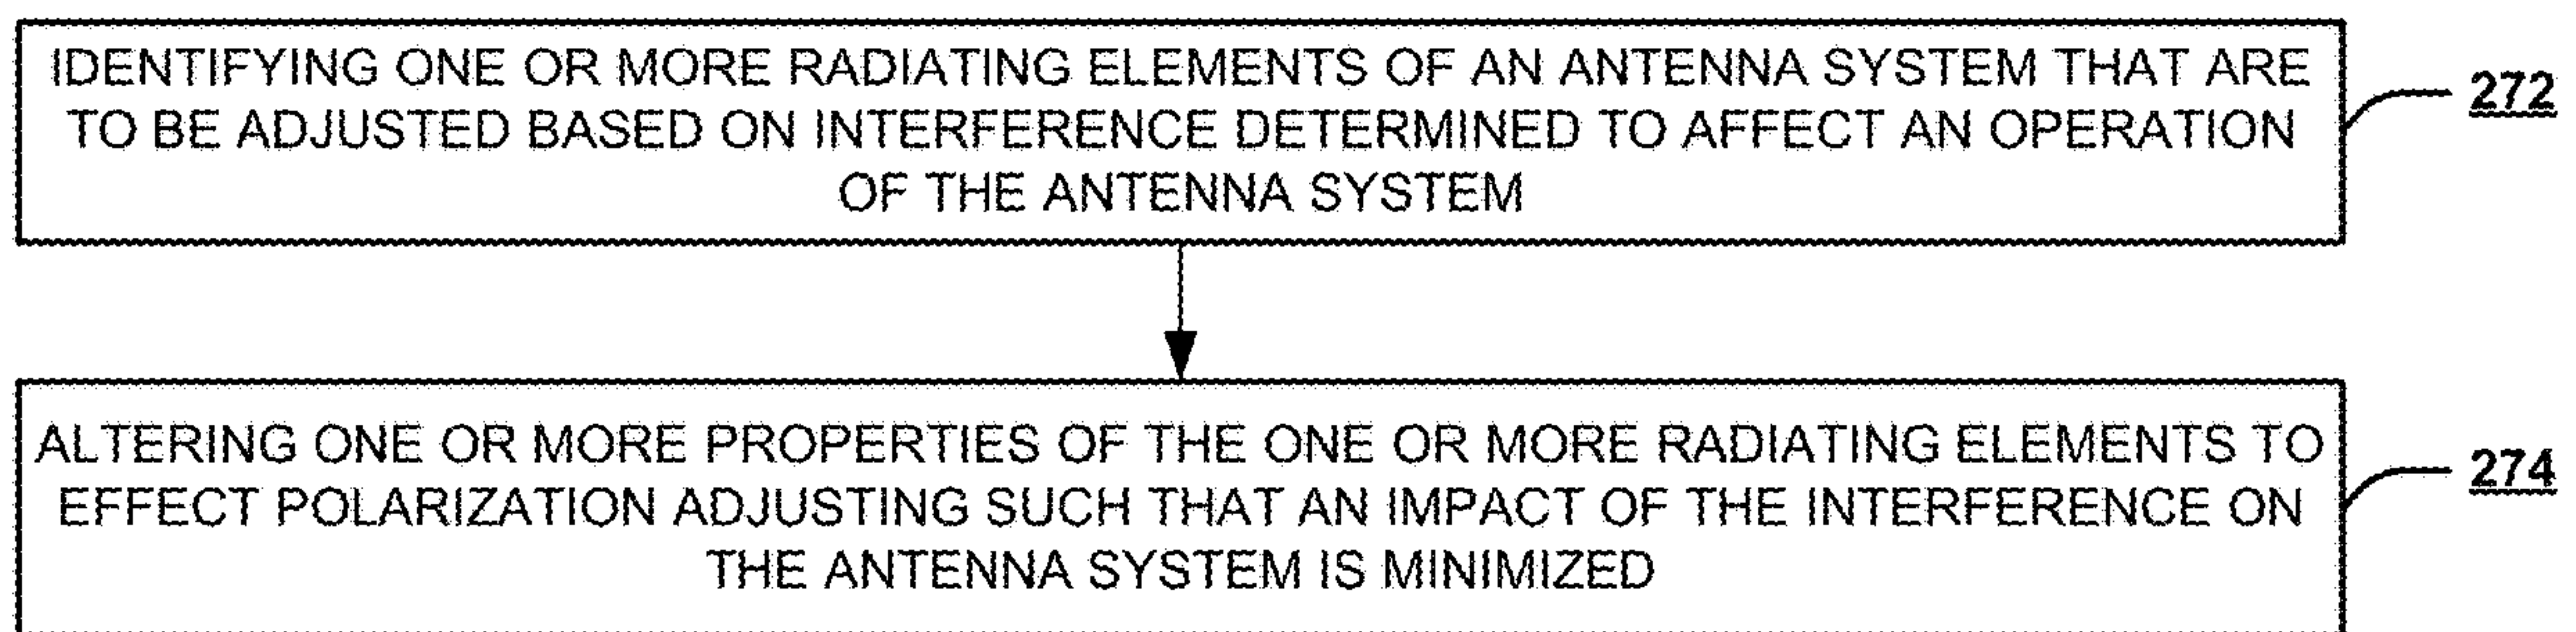 IDENTIFYING ONE OR MORE RADIATING ELEMENTS OF AN ANTENNA SYSTEM THAT ARE
TO BE ADJUSTED BASED ON INTERFERENCE DETERMINED TO AFFECT AN OPERATION
OF THE ANTENNA SYSTEM
272
ALTERING ONE OR MORE PROPERTIES OF THE ONE OR MORE RADIATING ELEMENTS TO
EFFECT POLARIZATION ADJUSTING SUCH THAT AN IMPACT OF THE INTERFERENCE ON
THE ANTENNA SYSTEM IS MINIMIZED
274